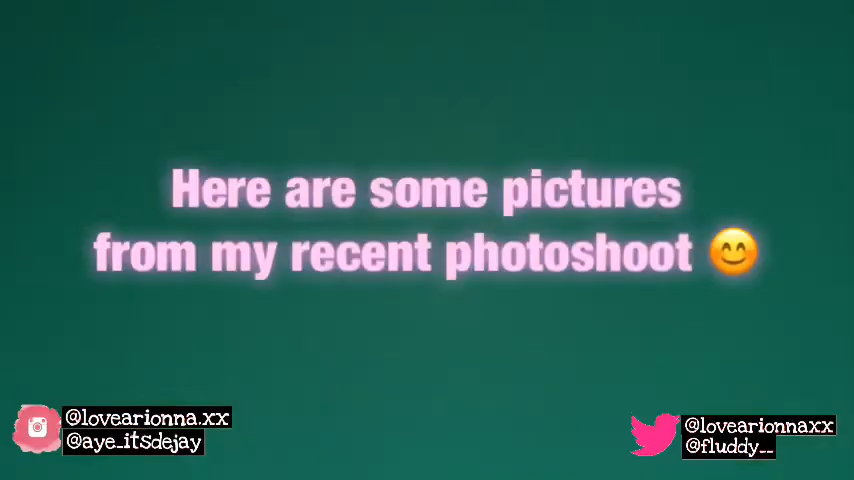 Here are some pictures
from my recent photoshoot 😊
@lovearionna.xx
@aye_itsdejay
@lovearionnaxx
@fluddy__